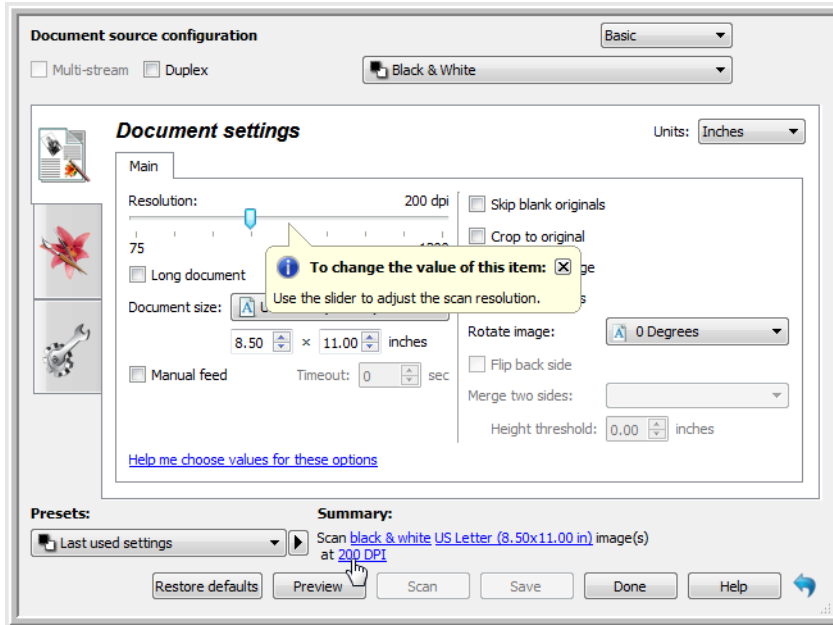 Document source configuration
Basic
Multi-stream
Duplex
Black & White
Document settings
Units:
Inches
Main
Resolution:
200 dpi
75
Skip blank originals
Crop to original
To change the value of this item:
Use the slider to adjust the scan resolution.
Long document
Document size:
8.50 × 11.00 inches
Manual feed
Timeout: 0 sec
Rotate image:
0 Degrees
Flip back side
Merge two sides:
Height threshold: 0.00 inches
Help me choose values for these options
Presets:
Last used settings
Summary:
Scan black & white US Letter (8.50x11.00 in) image(s)
at 200 DPI
Restore defaults
Preview
Scan
Save
Done
Help